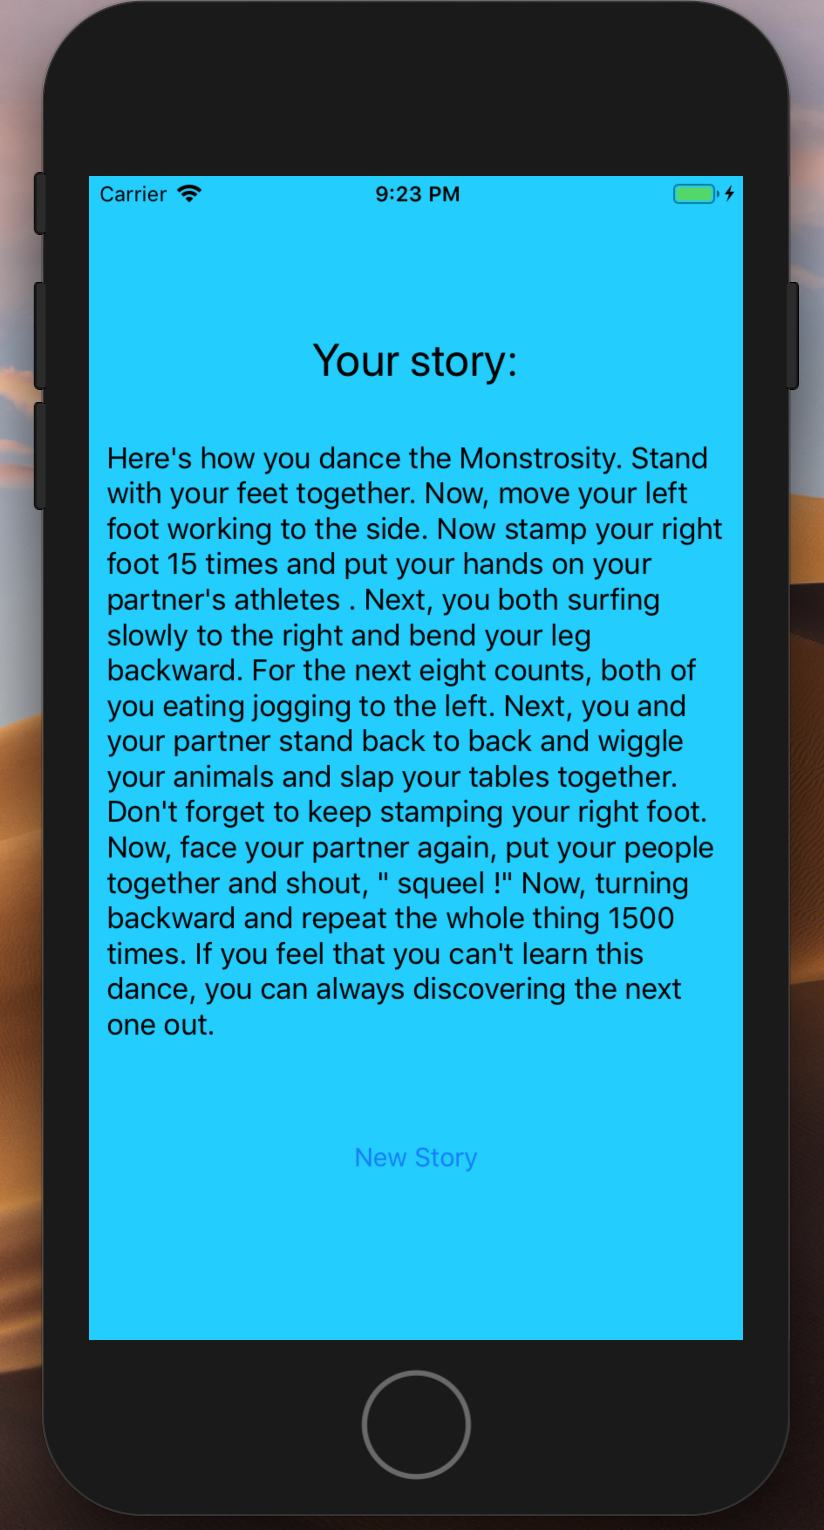 Carrier 9:23 PM
Your story:
Here's how you dance the Monstrosity. Stand
with your feet together. Now, move your left
foot working to the side. Now stamp your right
foot 15 times and put your hands on your
partner's athletes . Next, you both surfing
slowly to the right and bend your leg
backward. For the next eight counts, both of
you eating jogging to the left. Next, you and
your partner stand back to back and wiggle
your animals and slap your tables together.
Don't forget to keep stamping your right foot.
Now, face your partner again, put your people
together and shout, " squeel !" Now, turning
backward and repeat the whole thing 1500
times. If you feel that you can't learn this
dance, you can always discovering the next
one out.
New Story